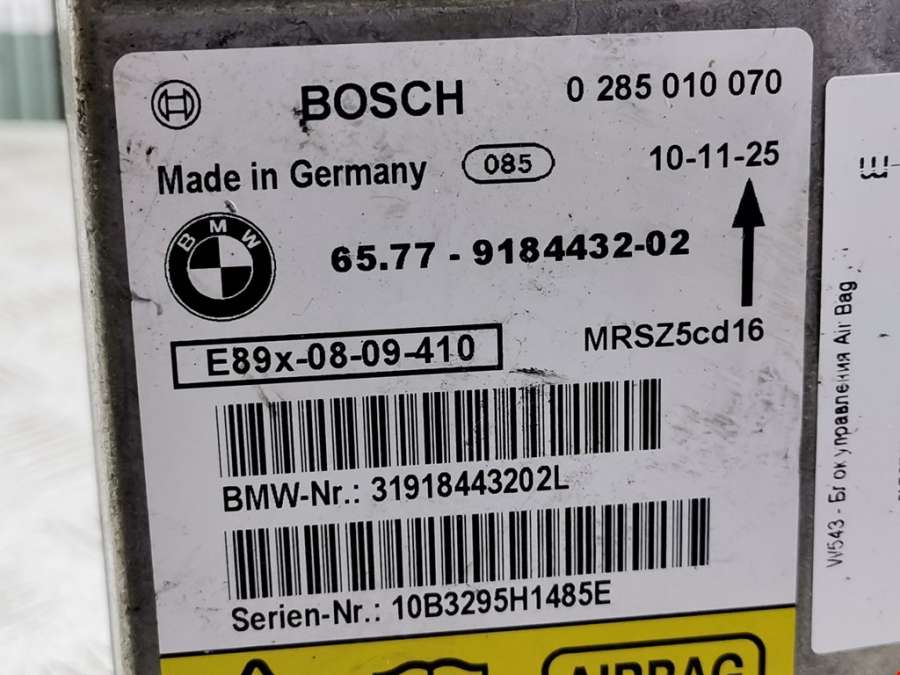 BOSCH 0 285 010 070
Made in Germany 085 10-11-25
BMW
65.77 - 9184432-02
E89x-08-09-410
MRSZ5cd16
BMW-Nr.: 31918443202L
Serien-Nr.: 10B3295H1485E
AIRBAG
W543 - Блок управления Air Bag